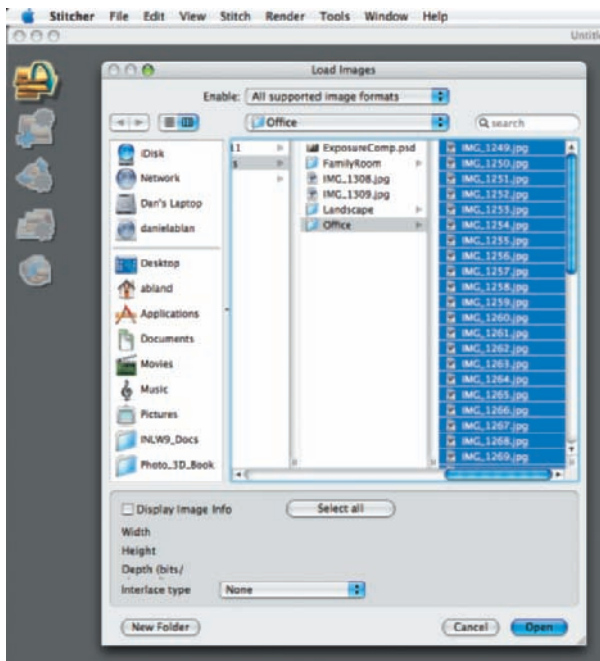 Stitcher File Edit View Stitch Render Tools Window Help
Load Images
Enable: All supported image formats
Office
search
iDisk
Network
Dan's Laptop
danielablan
Desktop
abland
Applications
Documents
Movies
Music
Pictures
INLW9_Docs
Photo_3D_Book
s
ExposureComp.psd
FamilyRoom
IMG_1308.jpg
IMG_1309.jpg
Landscape
Office
IMG_1249.jpg
IMG_1250.jpg
IMG_1251.jpg
IMG_1252.jpg
IMG_1253.jpg
IMG_1254.jpg
IMG_1255.jpg
IMG_1256.jpg
IMG_1257.jpg
IMG_1258.jpg
IMG_1259.jpg
IMG_1260.jpg
IMG_1261.jpg
IMG_1262.jpg
IMG_1263.jpg
IMG_1264.jpg
IMG_1265.jpg
IMG_1266.jpg
IMG_1267.jpg
IMG_1268.jpg
IMG_1269.jpg
Display Image Info
Select all
Width
Height
Depth (bits/
Interlace type None
New Folder Cancel Open